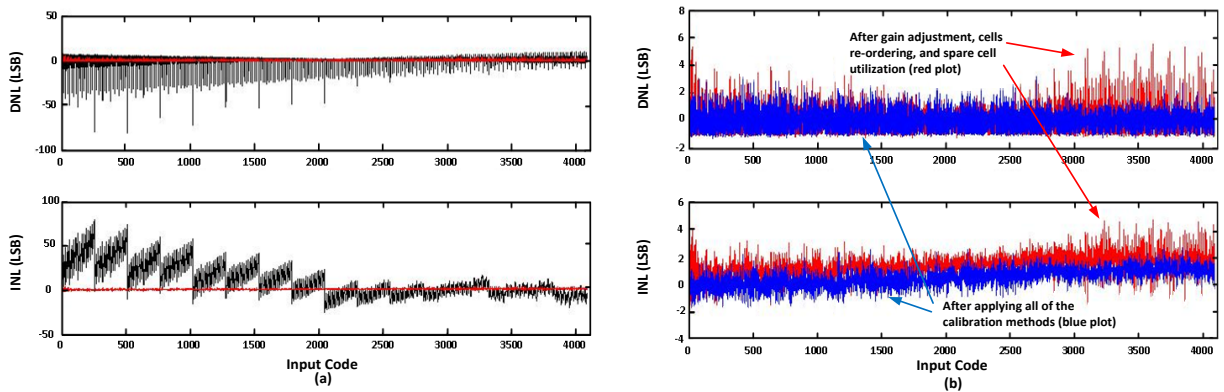 50
0
-50
-100
DNL (LSB)
0 500 1000 1500 2000 2500 3000 3500 4000
100
50
0
-50
INL (LSB)
0 500 1000 1500 2000 2500 3000 3500 4000
Input Code
(a)
8
6
4
2
0
-2
DNL (LSB)
After gain adjustment, cells
re-ordering, and spare cell
utilization (red plot)
0 500 1000 1500 2000 2500 3000 3500 4000
6
4
2
0
-2
-4
INL (LSB)
After applying all of the
calibration methods (blue plot)
0 500 1000 1500 2000 2500 3000 3500 4000
Input Code
(b)